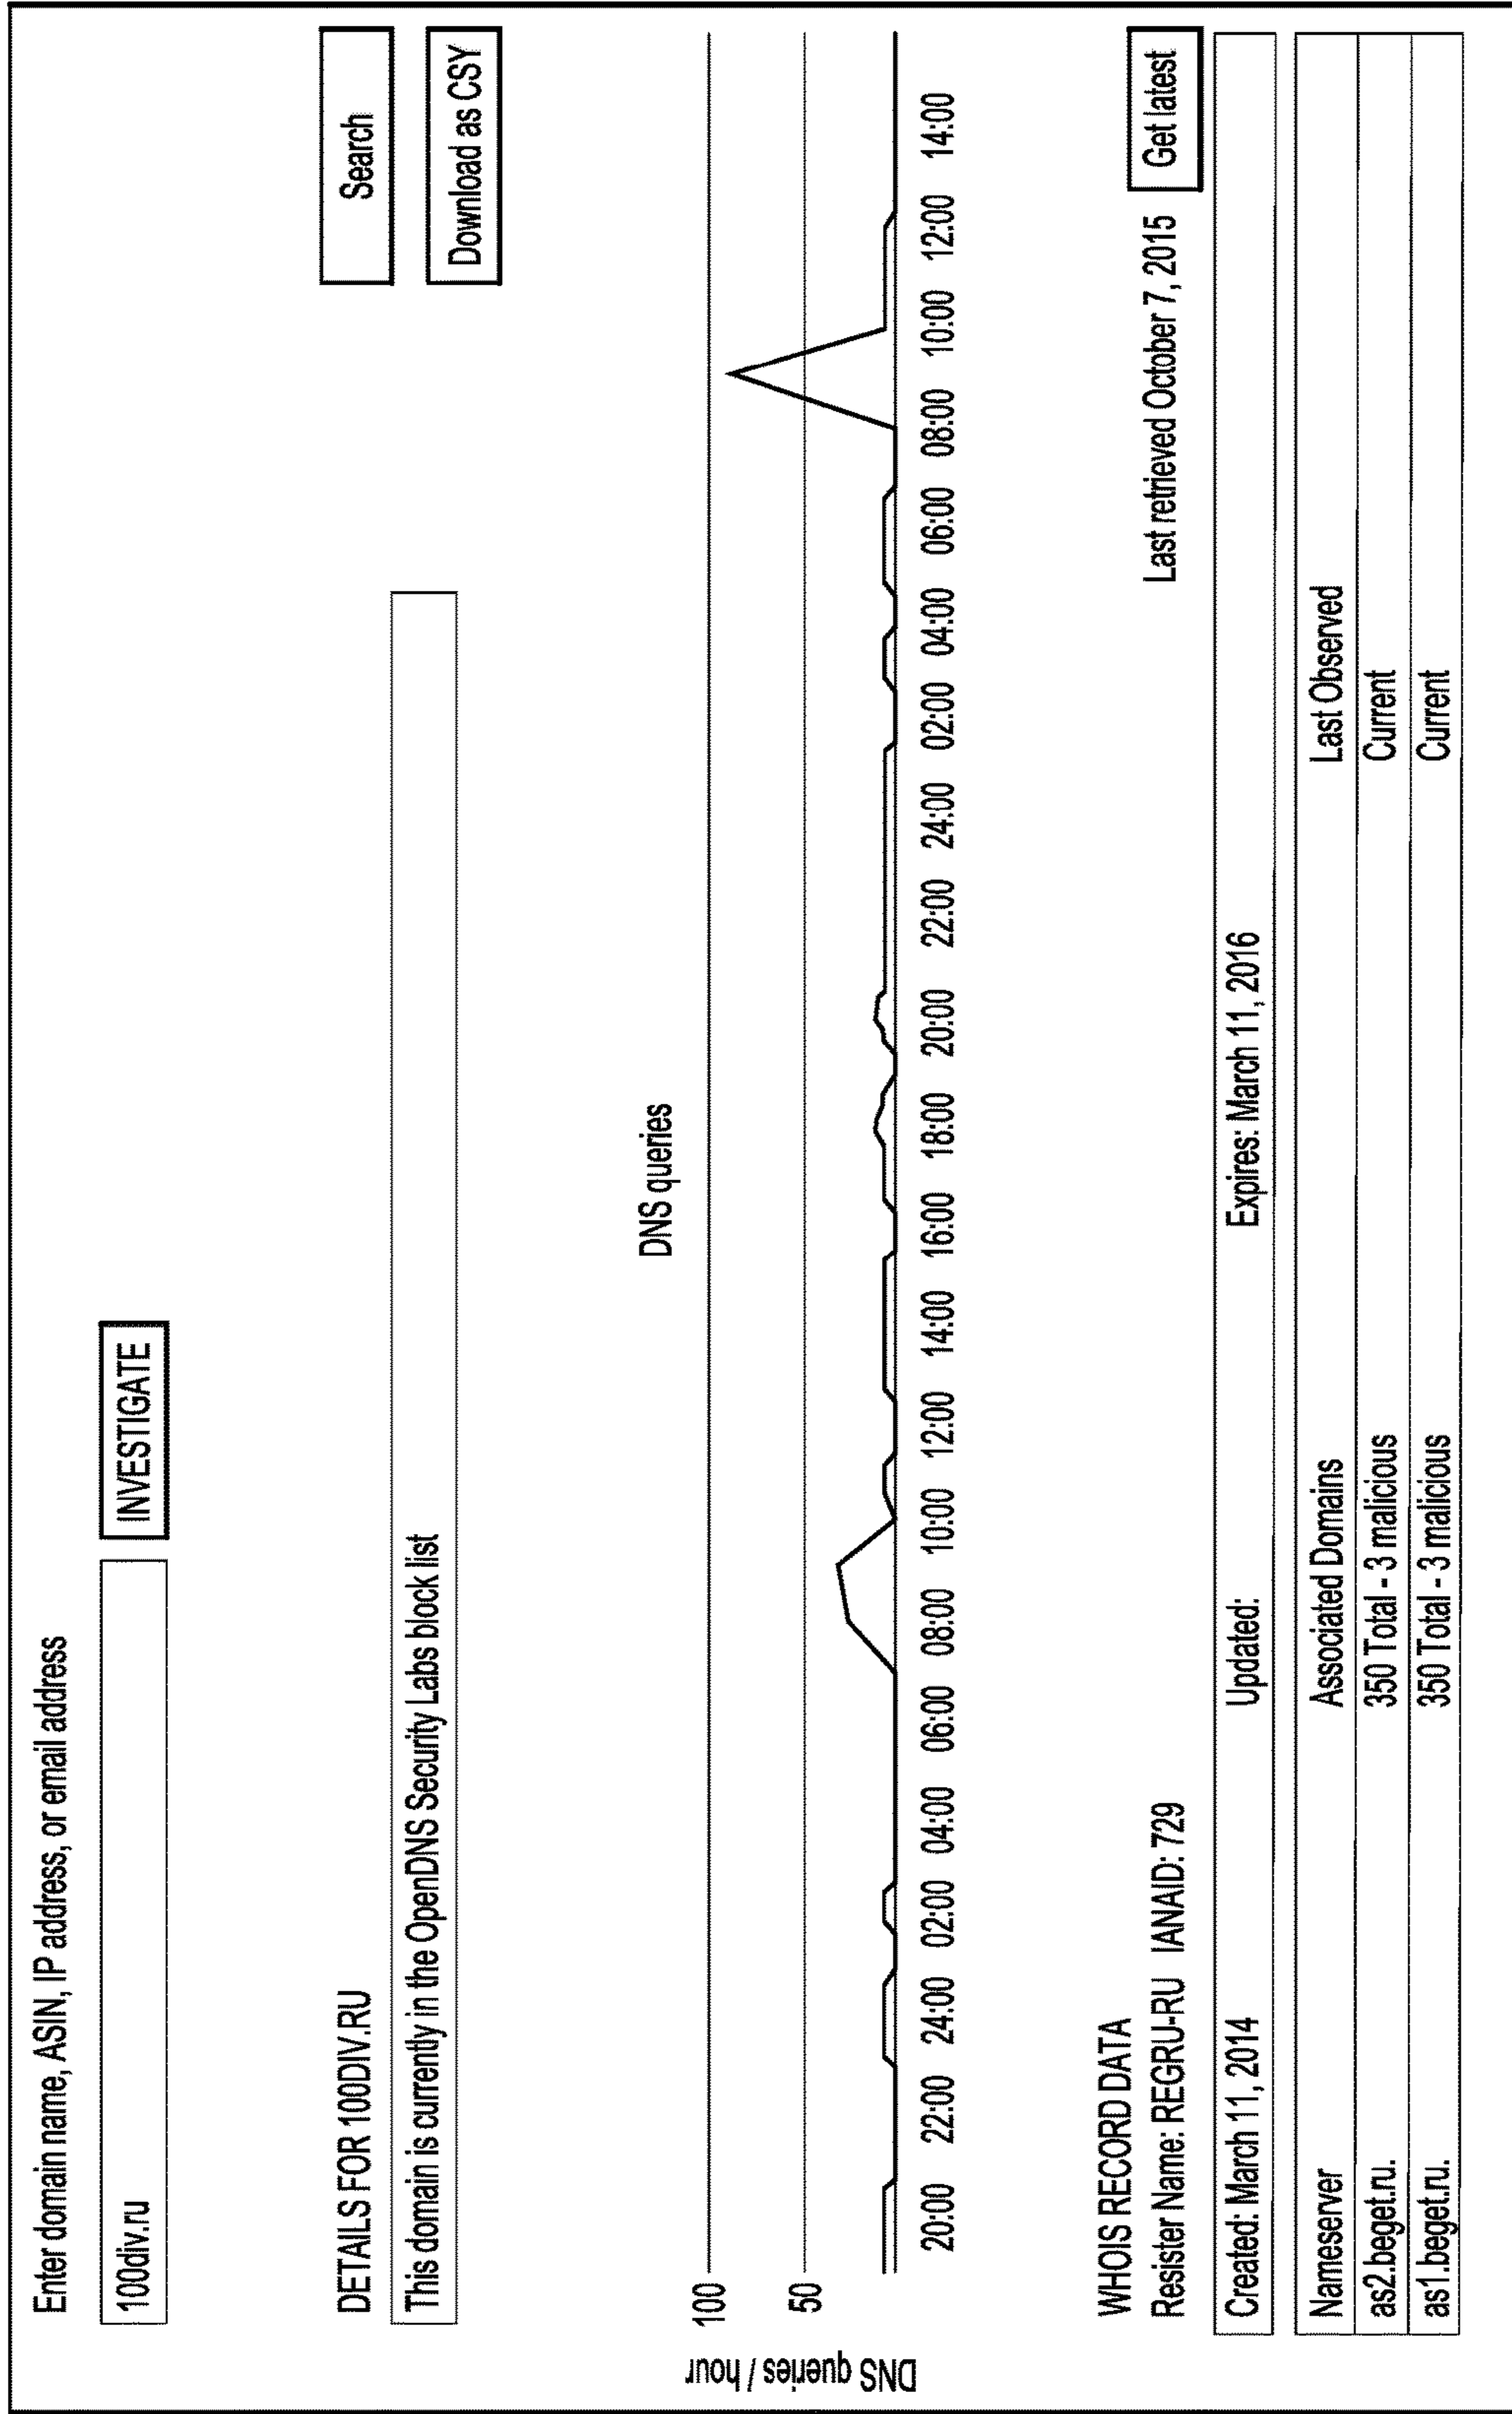 Enter domain name, ASIN, IP address, or email address
100div.ru
INVESTIGATE
Search
DETAILS FOR 100DIV.RU
This domain is currently in the OpenDNS Security Labs block list
Download as CSY
DNS queries
DNS queries / hour
100
50
20:00 22:00 24:00 02:00 04:00 06:00 08:00 10:00 12:00 14:00 16:00 18:00 20:00 22:00 24:00 02:00 04:00 06:00 08:00 10:00 12:00 14:00
WHOIS RECORD DATA
Resister Name: REGRU-RU IANAID: 729
Last retrieved October 7, 2015
Get latest
Created: March 11, 2014 Updated: Expires: March 11, 2016
Nameserver Associated Domains Last Observed
as2.beget.ru. 350 Total - 3 malicious Current
as1.beget.ru. 350 Total - 3 malicious Current